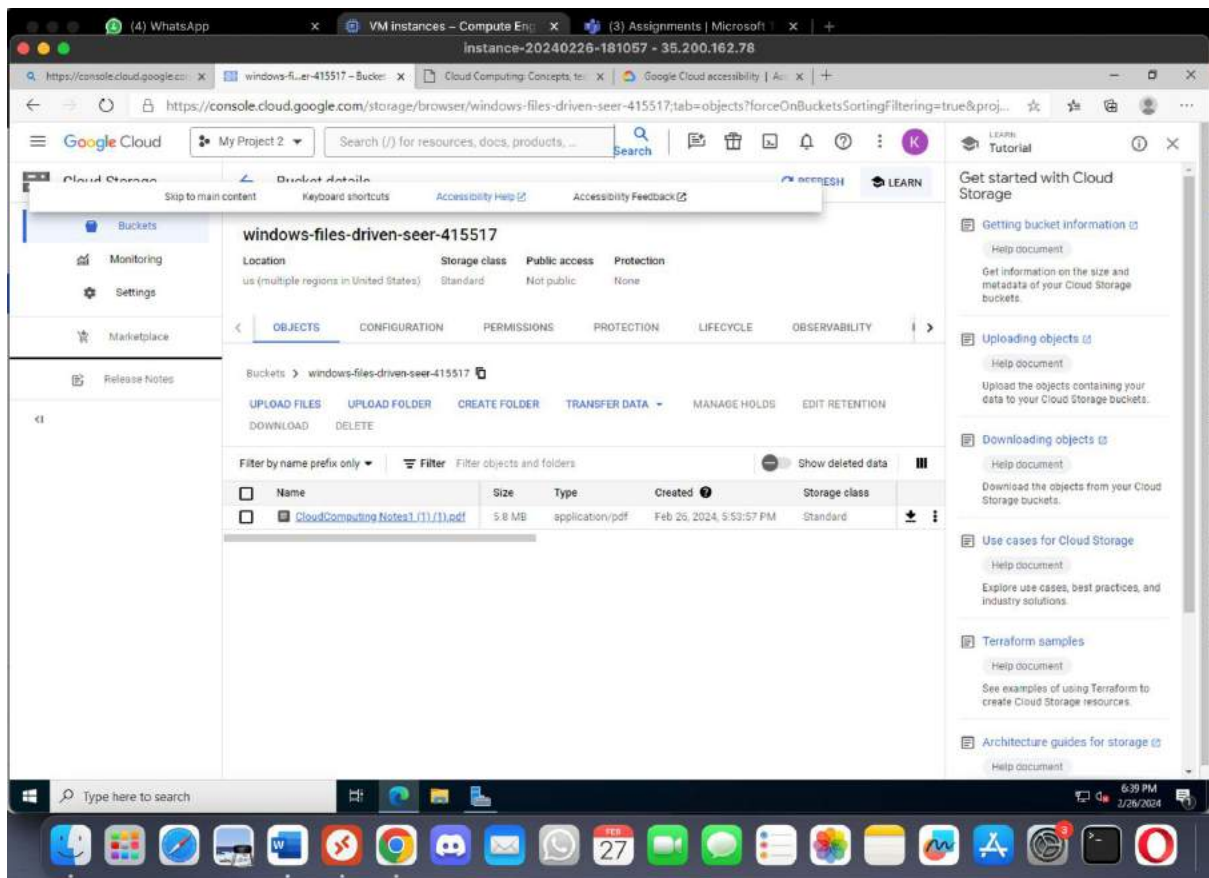 (4) WhatsApp
VM instances – Compute Eng
(3) Assignments | Microsoft T
instance-20240226-181057 - 35.200.162.78
https://console.cloud.google.co
windows-fi...er-415517 – Bucket
Cloud Computing: Concepts, te
Google Cloud accessibility | Ac
https://console.cloud.google.com/storage/browser/windows-files-driven-seer-415517;tab=objects?forceOnBucketsSortingFiltering=true&proj...
Google Cloud
My Project 2
Search (/) for resources, docs, products, ...
Search
K
LEARN
Tutorial
Cloud Storage
Bucket details
REFRESH
LEARN
Skip to main content
Keyboard shortcuts
Accessibility Help
Accessibility Feedback
Buckets
Monitoring
Settings
Marketplace
Release Notes
windows-files-driven-seer-415517
Location
Storage class
Public access
Protection
us (multiple regions in United States)
Standard
Not public
None
OBJECTS
CONFIGURATION
PERMISSIONS
PROTECTION
LIFECYCLE
OBSERVABILITY
Buckets > windows-files-driven-seer-415517
UPLOAD FILES
UPLOAD FOLDER
CREATE FOLDER
TRANSFER DATA
MANAGE HOLDS
EDIT RETENTION
DOWNLOAD
DELETE
Filter by name prefix only
Filter
Filter objects and folders
Show deleted data
Name
Size
Type
Created
Storage class
CloudComputing Notes1 (1) (1).pdf
5.8 MB
application/pdf
Feb 26, 2024, 5:53:57 PM
Standard
Get started with Cloud
Storage
Getting bucket information
Help document
Get information on the size and
metadata of your Cloud Storage
buckets.
Uploading objects
Help document
Upload the objects containing your
data to your Cloud Storage buckets.
Downloading objects
Help document
Download the objects from your Cloud
Storage buckets.
Use cases for Cloud Storage
Help document
Explore use cases, best practices, and
industry solutions.
Terraform samples
Help document
See examples of using Terraform to
create Cloud Storage resources.
Architecture guides for storage
Help document
Type here to search
6:39 PM
2/26/2024
FEB
27
3